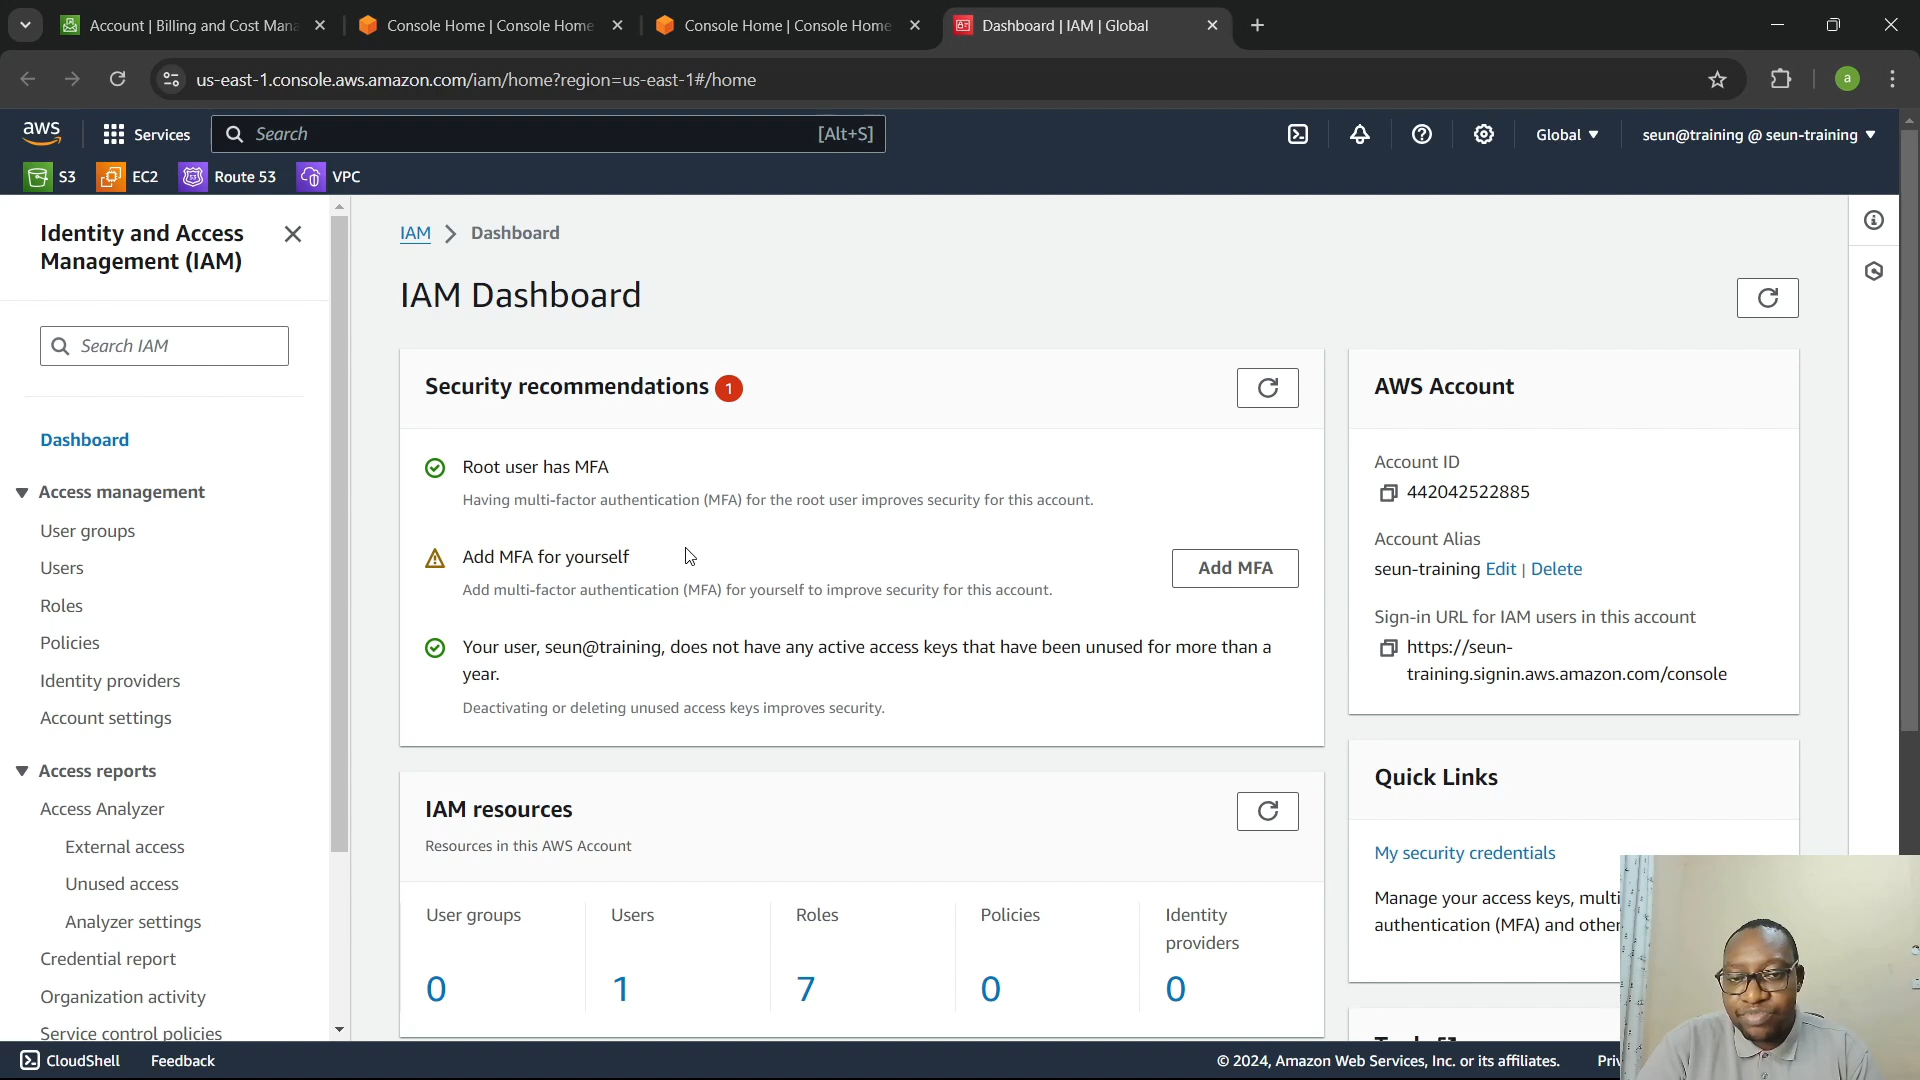 Account | Billing and Cost Mana
Console Home | Console Home
Console Home | Console Home
Dashboard | IAM | Global
us-east-1.console.aws.amazon.com/iam/home?region=us-east-1#/home
a
aws
Services
Search
[Alt+S]
Global
seun@training @ seun-training
S3
EC2
Route 53
VPC
Identity and Access
Management (IAM)
Search IAM
Dashboard
Access management
User groups
Users
Roles
Policies
Identity providers
Account settings
Access reports
Access Analyzer
External access
Unused access
Analyzer settings
Credential report
Organization activity
Service control policies
IAM > Dashboard
IAM Dashboard
Security recommendations 1
Root user has MFA
Having multi-factor authentication (MFA) for the root user improves security for this account.
Add MFA for yourself
Add multi-factor authentication (MFA) for yourself to improve security for this account.
Add MFA
Your user, seun@training, does not have any active access keys that have been unused for more than a
year.
Deactivating or deleting unused access keys improves security.
IAM resources
Resources in this AWS Account
User groups
0
Users
1
Roles
7
Policies
0
Identity
providers
0
AWS Account
Account ID
442042522885
Account Alias
seun-training Edit | Delete
Sign-in URL for IAM users in this account
https://seun-
training.signin.aws.amazon.com/console
Quick Links
My security credentials
Manage your access keys, multi
authentication (MFA) and other
CloudShell
Feedback
© 2024, Amazon Web Services, Inc. or its affiliates.